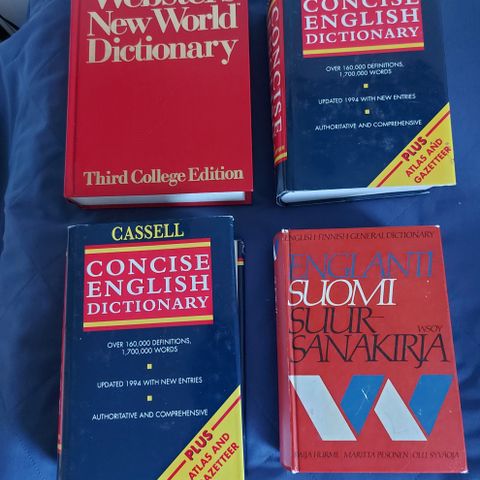 Webster's
New World
Dictionary
Third College Edition
CONCISE
ENGLISH
DICTIONARY
OVER 160,000 DEFINITIONS,
1,700,000 WORDS
UPDATED 1994 WITH NEW ENTRIES
AUTHORITATIVE AND COMPREHENSIVE
PLUS
ATLAS AND
GAZETTEER
CONCISE
CASSELL
CONCISE
ENGLISH
DICTIONARY
OVER 160,000 DEFINITIONS,
1,700,000 WORDS
UPDATED 1994 WITH NEW ENTRIES
AUTHORITATIVE AND COMPREHENSIVE
PLUS
ATLAS AND
GAZETTEER
ENGLISH-FINNISH GENERAL DICTIONARY
ENGLANTI
SUOMI
SUUR-
WSOY
SANAKIRJA
RAIJA HURME · MARITTA PESONEN · OLLI SYVÄOJA